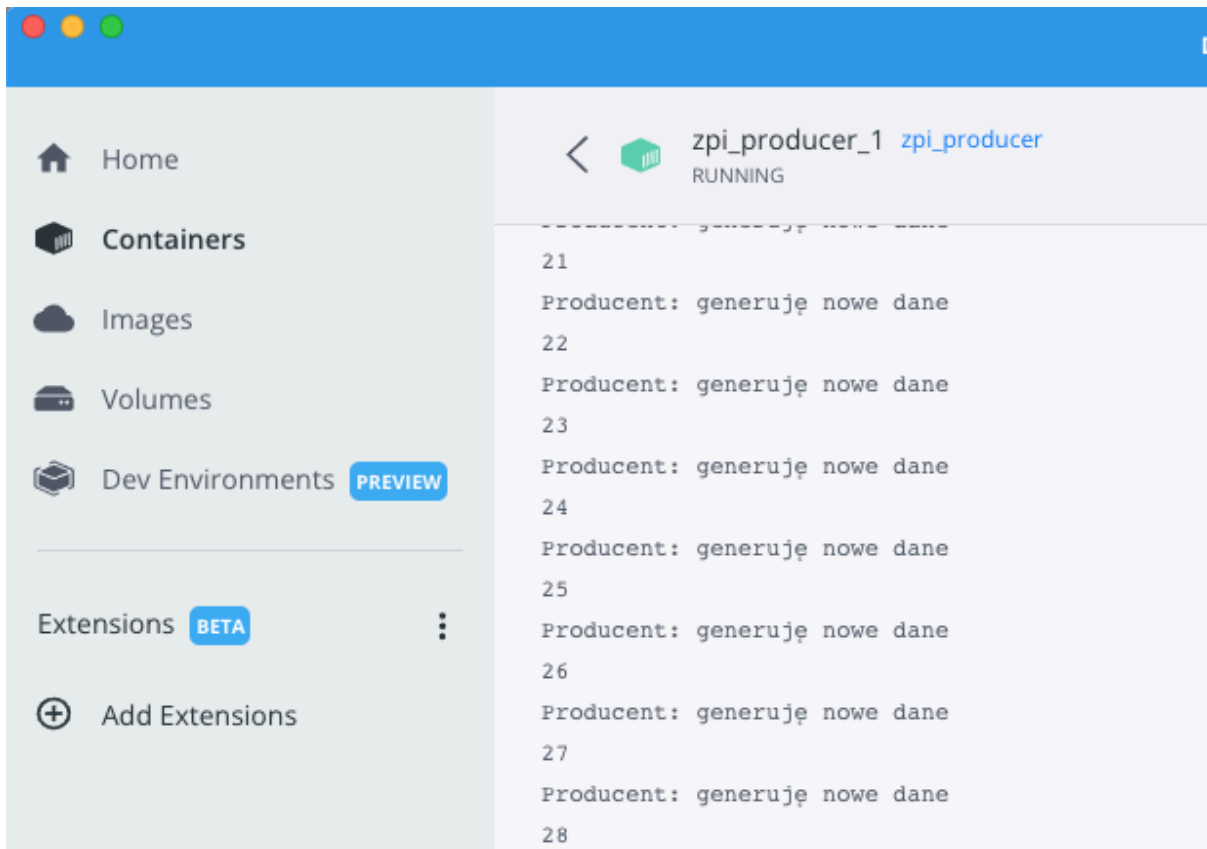 Home
Containers
Images
Volumes
Dev Environments PREVIEW
Extensions BETA
Add Extensions
zpi_producer_1 zpi_producer
RUNNING
21
Producent: generuję nowe dane
22
Producent: generuję nowe dane
23
Producent: generuję nowe dane
24
Producent: generuję nowe dane
25
Producent: generuję nowe dane
26
Producent: generuję nowe dane
27
Producent: generuję nowe dane
28